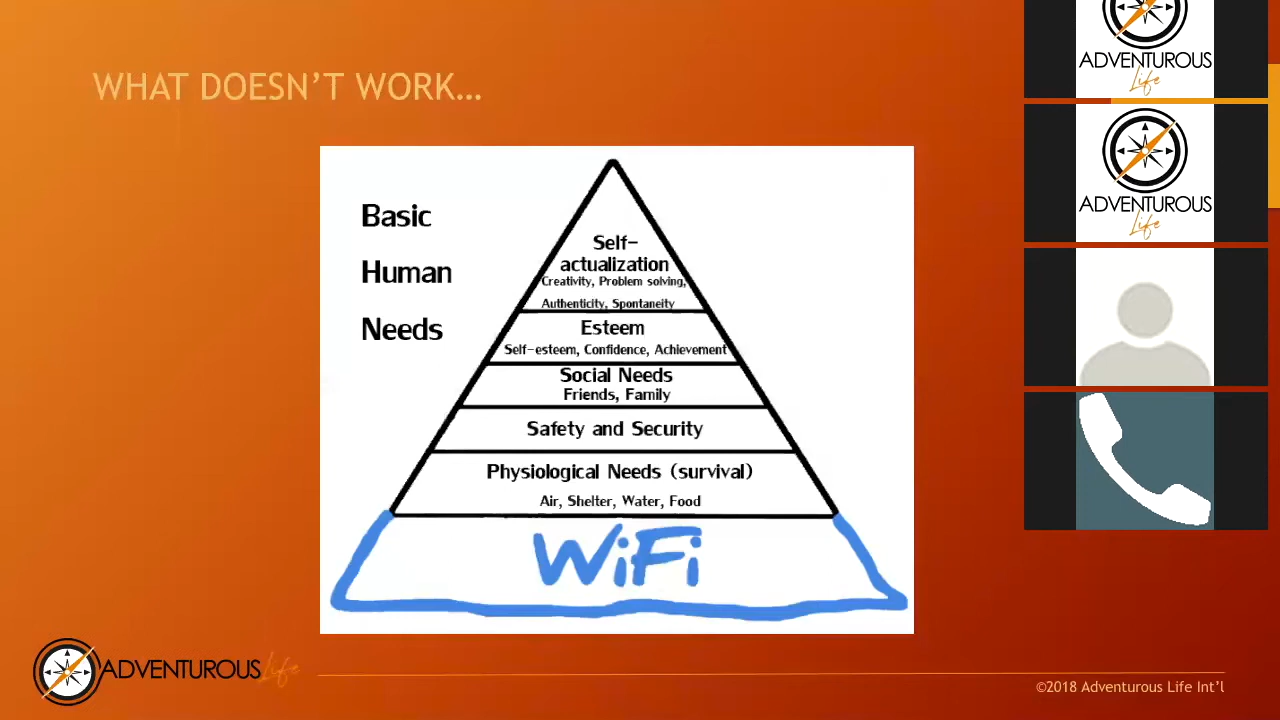 WHAT DOESN'T WORK...
Basic
Human
Needs
Self-
actualization
Creativity, Problem solving,
Authenticity, Spontaneity
Esteem
Self-esteem, Confidence, Achievement
Social Needs
Friends, Family
Safety and Security
Physiological Needs (survival)
Air, Shelter, Water, Food
WiFi
ADVENTUROUS Life
©2018 Adventurous Life Int'l
ADVENTUROUS
Life
ADVENTUROUS
Life